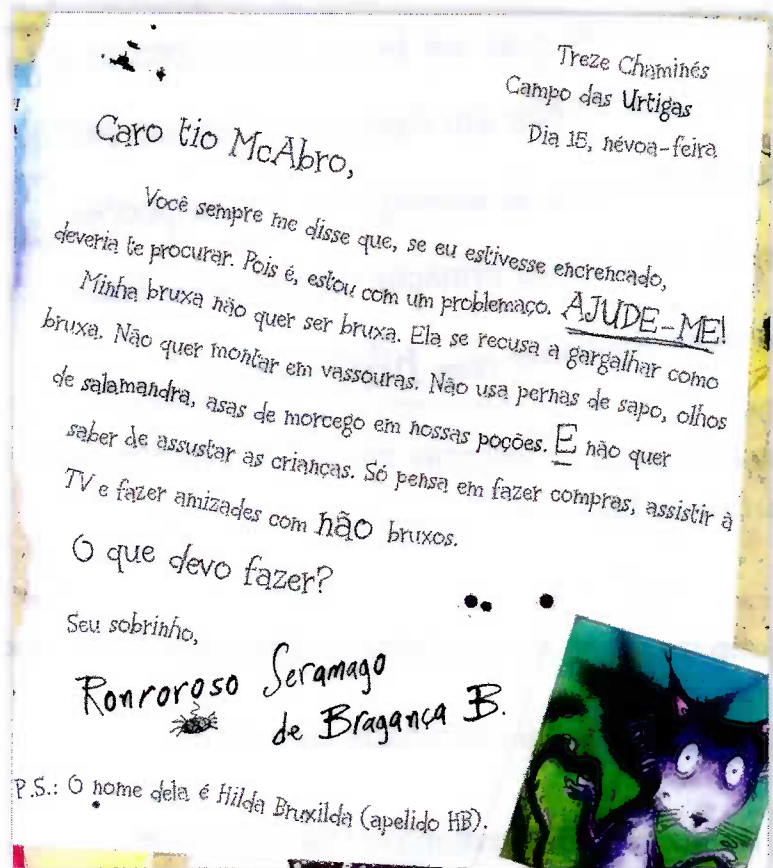 Treze Chaminés
Campo das Urtigas
Dia 15, névoa-feira
Caro tio McAbro,
Você sempre me disse que, se eu estivesse encrencado,
deveria te procurar. Pois é, estou com um problemaço. AJUDE-ME!
Minha bruxa não quer ser bruxa. Ela se recusa a gargalhar como
bruxa. Não quer montar em vassouras. Não usa pernas de sapo, olhos
de salamandra, asas de morcego em nossas poções. E não quer
saber de assustar as crianças. Só pensa em fazer compras, assistir à
TV e fazer amizades com não bruxos.
O que devo fazer?
Seu sobrinho,
Ronroroso Seramago
de Bragança B.
P.S.: O nome dela é Hilda Bruxilda (apelido HB).